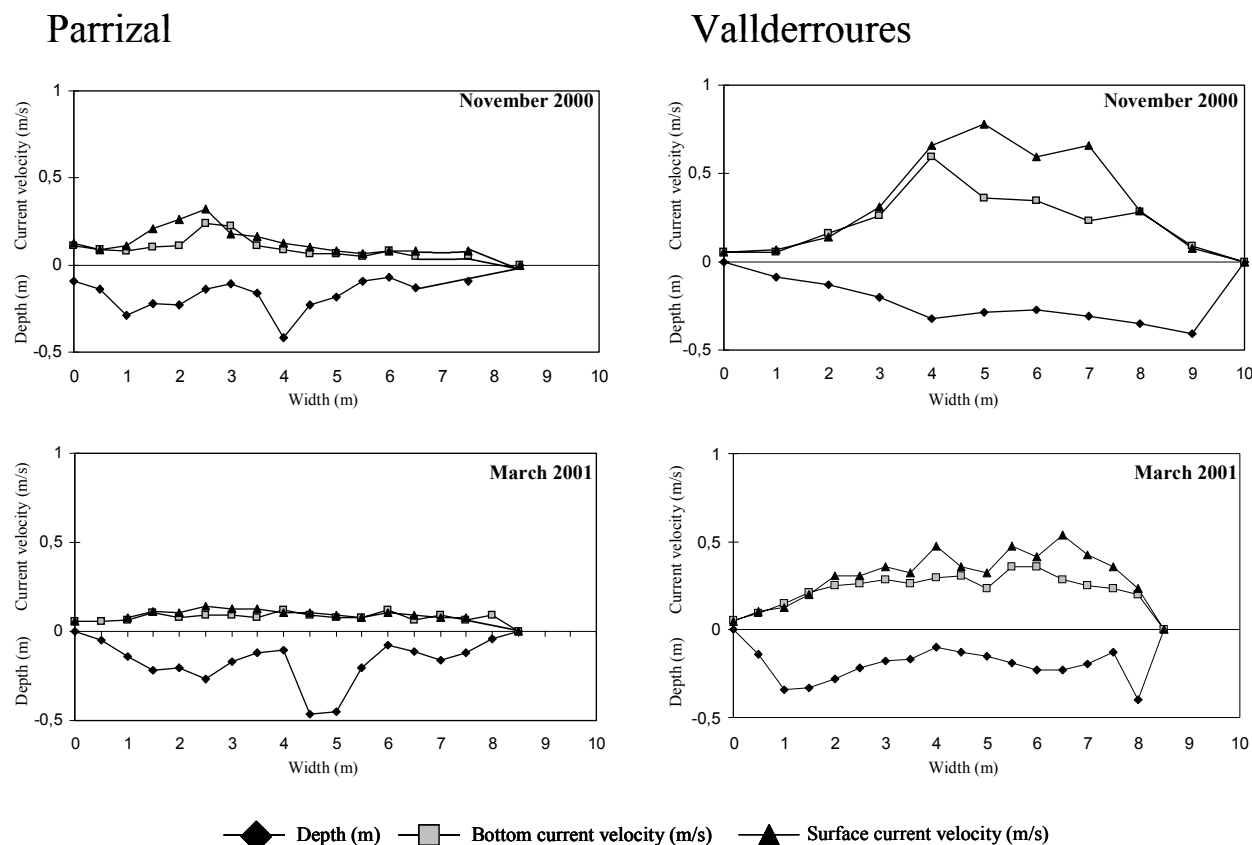 Parrizal
Vallderroures
November 2000
1
0,5
0
-0,5
Current velocity (m/s)
Depth (m)
0 1 2 3 4 5 6 7 8 9 10
Width (m)
November 2000
1
0,5
0
-0,5
Current velocity (m/s)
Depth (m)
0 1 2 3 4 5 6 7 8 9 10
Width (m)
March 2001
1
0,5
0
-0,5
Current velocity (m/s)
Depth (m)
0 1 2 3 4 5 6 7 8 9 10
Width (m)
March 2001
1
0,5
0
-0,5
Current velocity (m/s)
Depth (m)
0 1 2 3 4 5 6 7 8 9 10
Width (m)
Depth (m) Bottom current velocity (m/s) Surface current velocity (m/s)